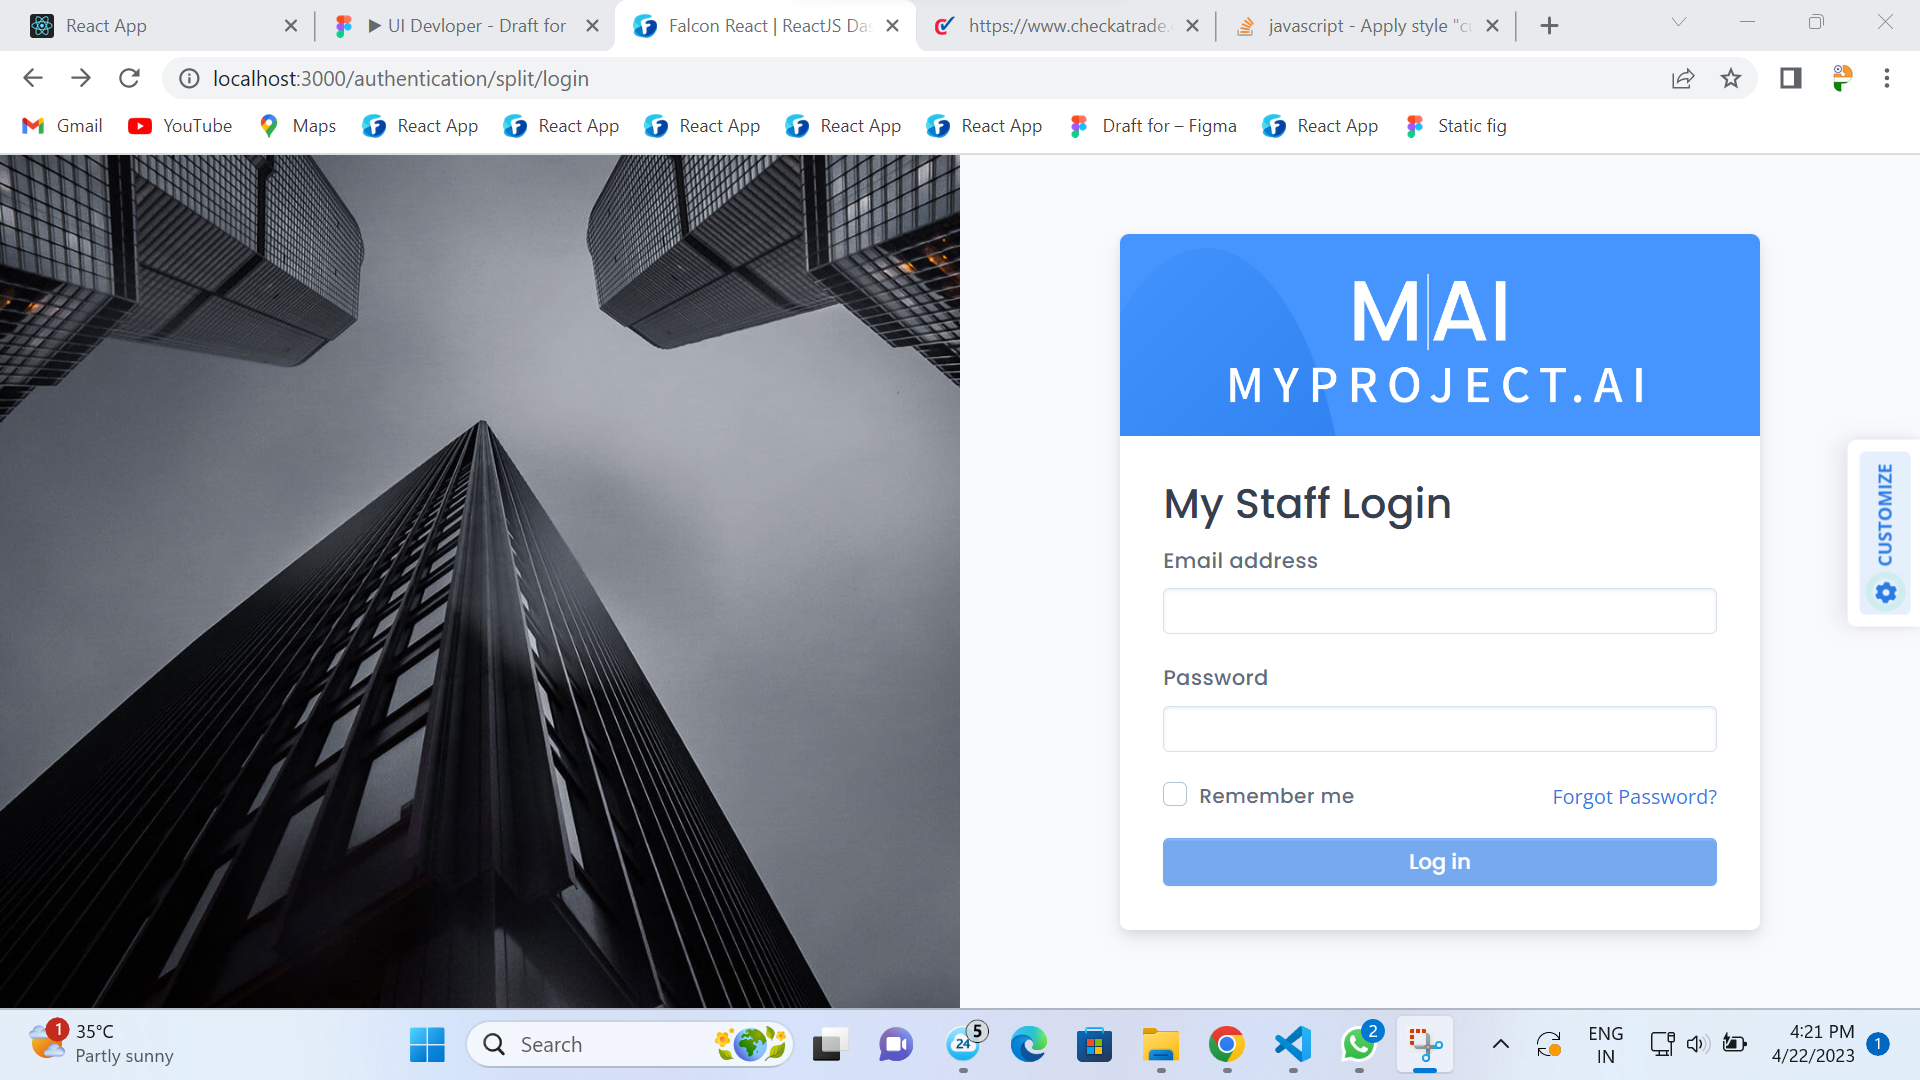 React App
▶ UI Devloper - Draft for
Falcon React | ReactJS Das
https://www.checkatrade.
javascript - Apply style "cu
localhost:3000/authentication/split/login
Gmail YouTube Maps React App React App React App React App React App Draft for – Figma React App Static fig
M|AI
MYPROJECT.AI
My Staff Login
Email address
Password
Remember me Forgot Password?
Log in
CUSTOMIZE
1 35°C
Partly sunny
Search
24 5
2
ENG
IN
4:21 PM
4/22/2023
1